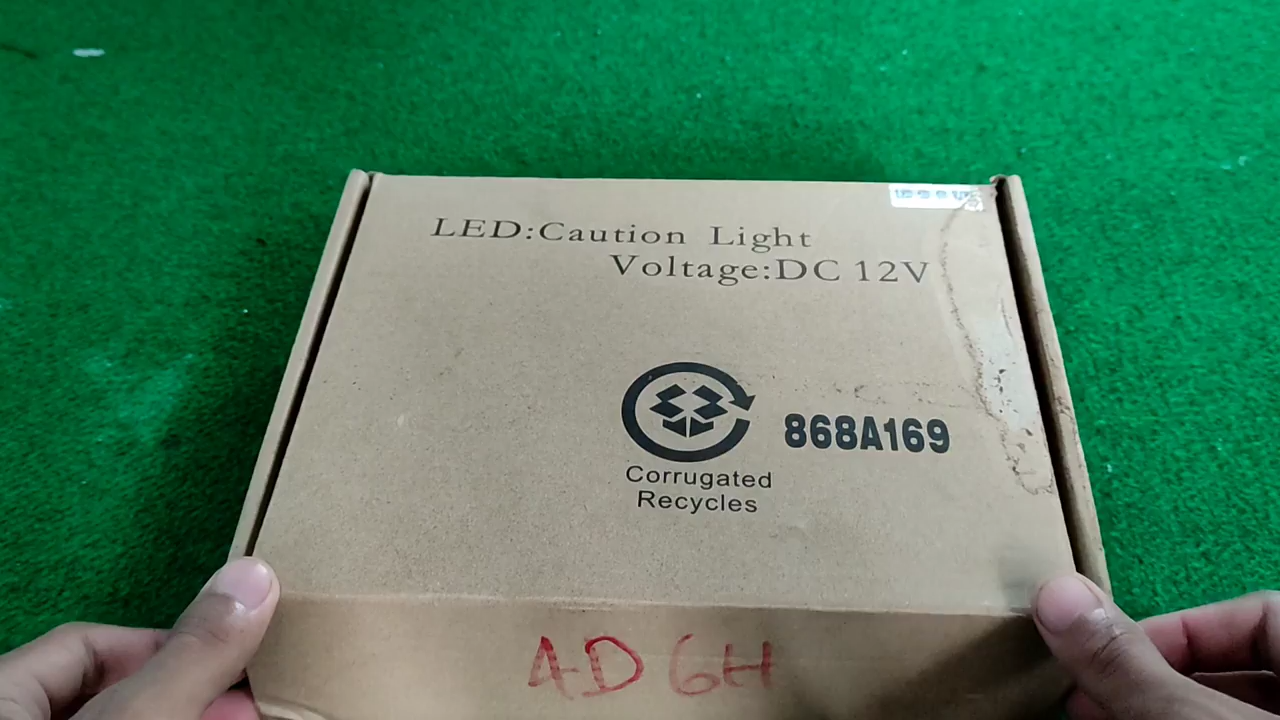 LED:Caution Light
Voltage:DC 12V
868A169
Corrugated
Recycles
AD 6H